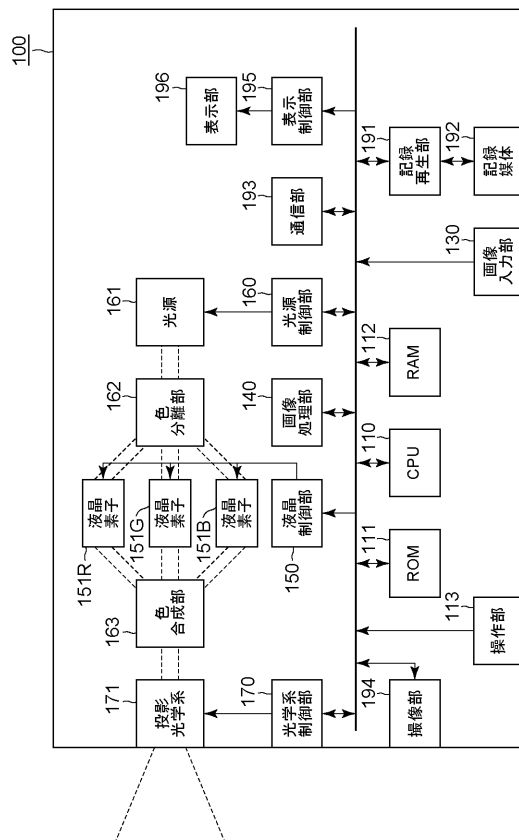 100
196
表示部
195
表示
制御部
191
記録
再生部
192
記録
媒体
193
通信部
130
画像
入力部
161
光源
160
光源
制御部
112
RAM
162
色
分離部
140
画像
処理部
110
CPU
151R
液晶
素子
151G
液晶
素子
151B
液晶
素子
150
液晶
制御部
111
ROM
163
色
合成部
113
操作部
171
投影
光学系
170
光学系
制御部
194
撮像部